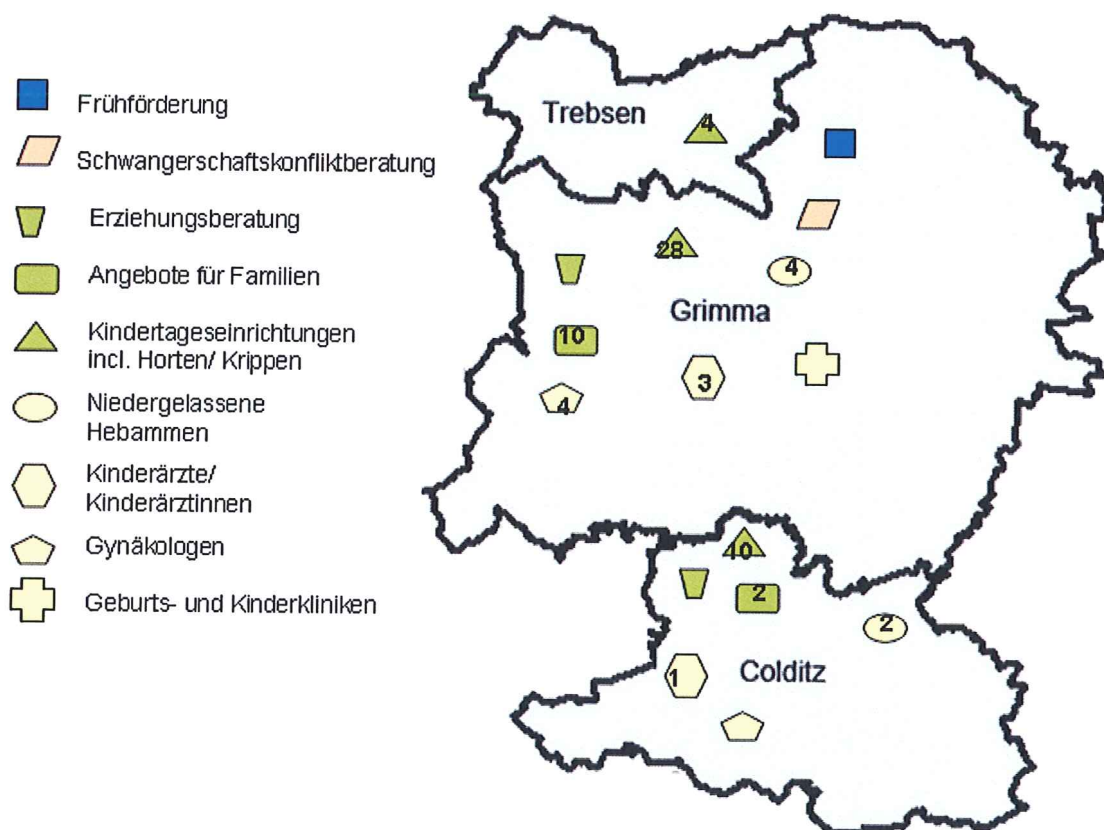 Frühförderung
Schwangerschaftskonfliktberatung
Erziehungsberatung
Angebote für Familien
Kindertageseinrichtungen
incl. Horten/ Krippen
Niedergelassene
Hebammen
Kinderärzte/
Kinderärztinnen
Gynäkologen
Geburts- und Kinderkliniken
Trebsen
4
28
4
Grimma
10
3
4
10
2
2
1
Colditz